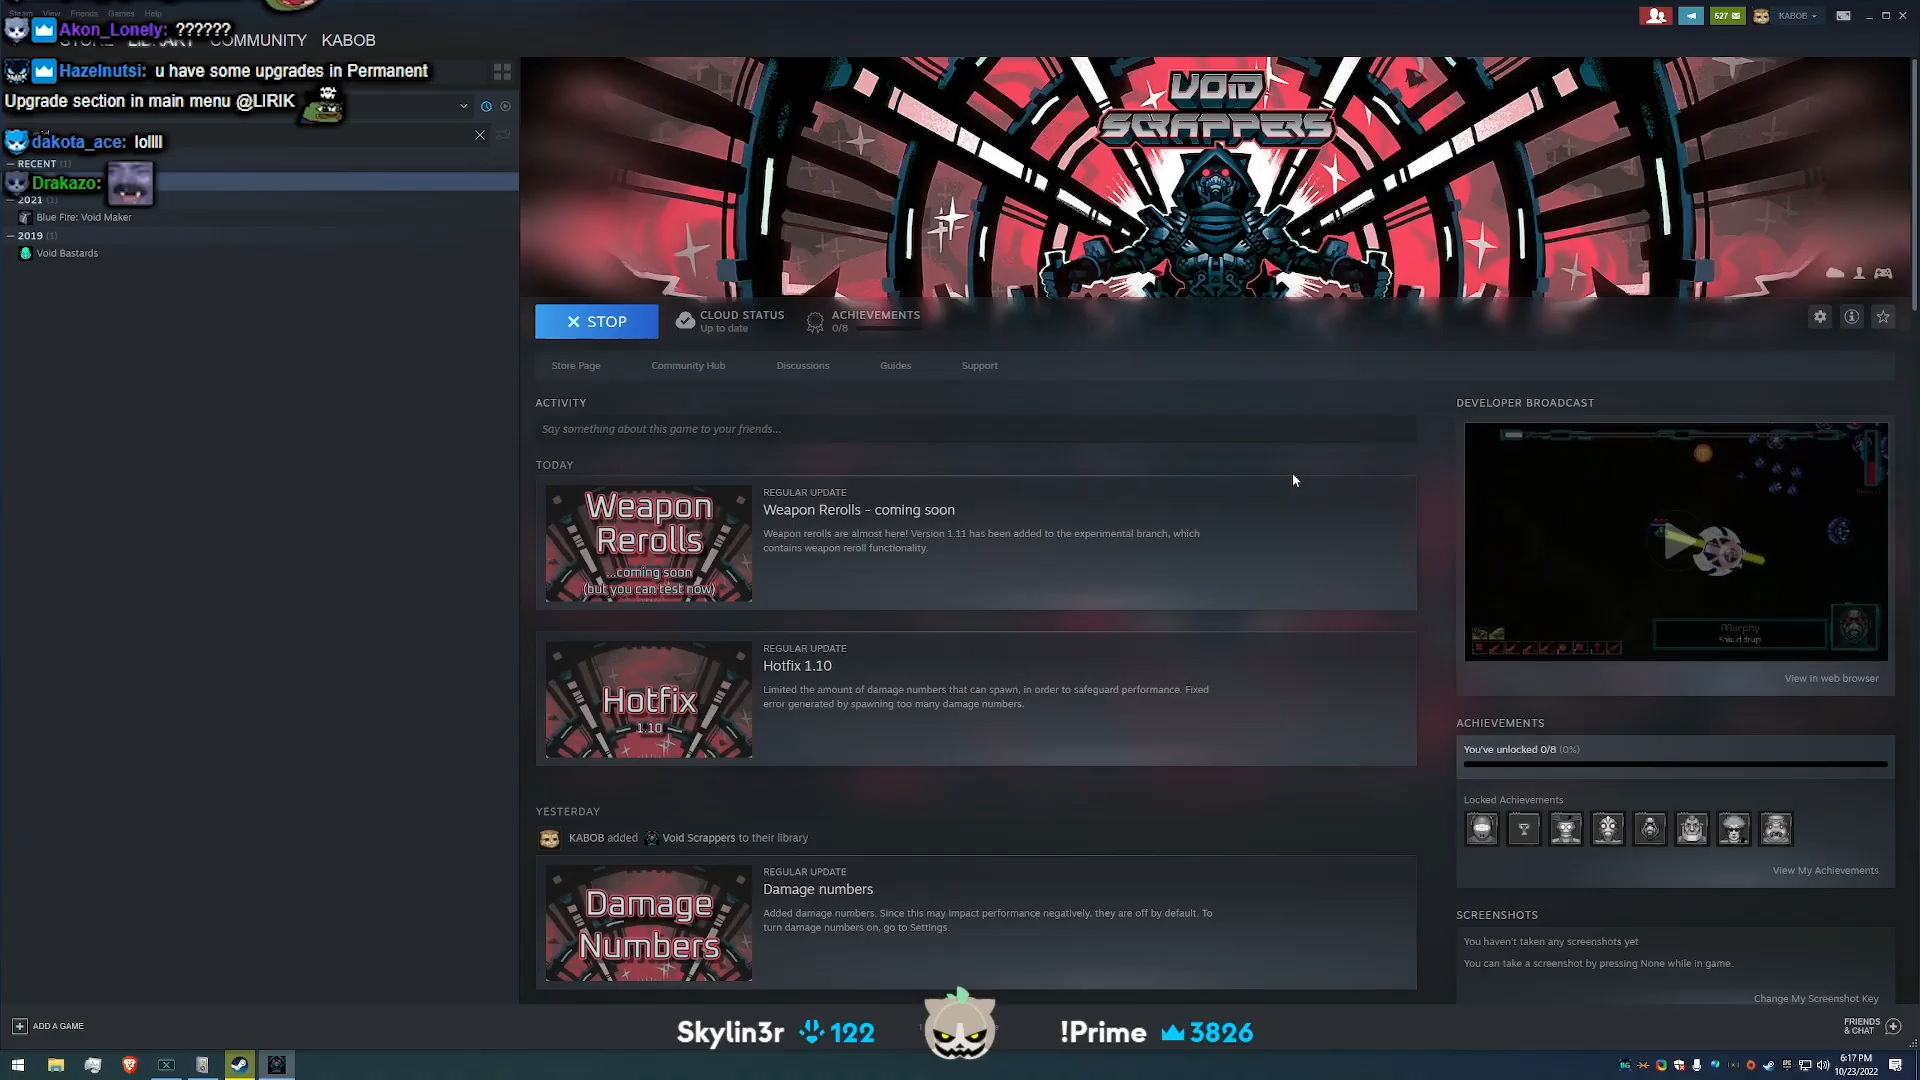 Steam View Friends Games Help
Akon_Lonely: ??????
STORE LIBRARY COMMUNITY KABOB
Hazelnutsi: u have some upgrades in Permanent
Upgrade section in main menu @LIRIK
dakota_ace: lollll
— RECENT (1)
Drakazo:
— 2021 (1)
Blue Fire: Void Maker
— 2019 (1)
Void Bastards
527
KABOB
VOID
SCRAPPERS
STOP
CLOUD STATUS
Up to date
ACHIEVEMENTS
0/8
Store Page
Community Hub
Discussions
Guides
Support
ACTIVITY
Say something about this game to your friends...
TODAY
Weapon
Rerolls
...coming soon
(but you can test now)
REGULAR UPDATE
Weapon Rerolls - coming soon
Weapon rerolls are almost here! Version 1.11 has been added to the experimental branch, which
contains weapon reroll functionality.
Hotfix
1.10
REGULAR UPDATE
Hotfix 1.10
Limited the amount of damage numbers that can spawn, in order to safeguard performance. Fixed
error generated by spawning too many damage numbers.
YESTERDAY
KABOB added Void Scrappers to their library
Damage
Numbers
REGULAR UPDATE
Damage numbers
Added damage numbers. Since this may impact performance negatively, they are off by default. To
turn damage numbers on, go to Settings.
DEVELOPER BROADCAST
Murphy
View in web browser
ACHIEVEMENTS
You've unlocked 0/8 (0%)
Locked Achievements
View My Achievements
SCREENSHOTS
You haven't taken any screenshots yet
You can take a screenshot by pressing None while in game.
Change My Screenshot Key
ADD A GAME
Skylin3r 122
!Prime 3826
FRIENDS
& CHAT
6:17 PM
10/23/2022